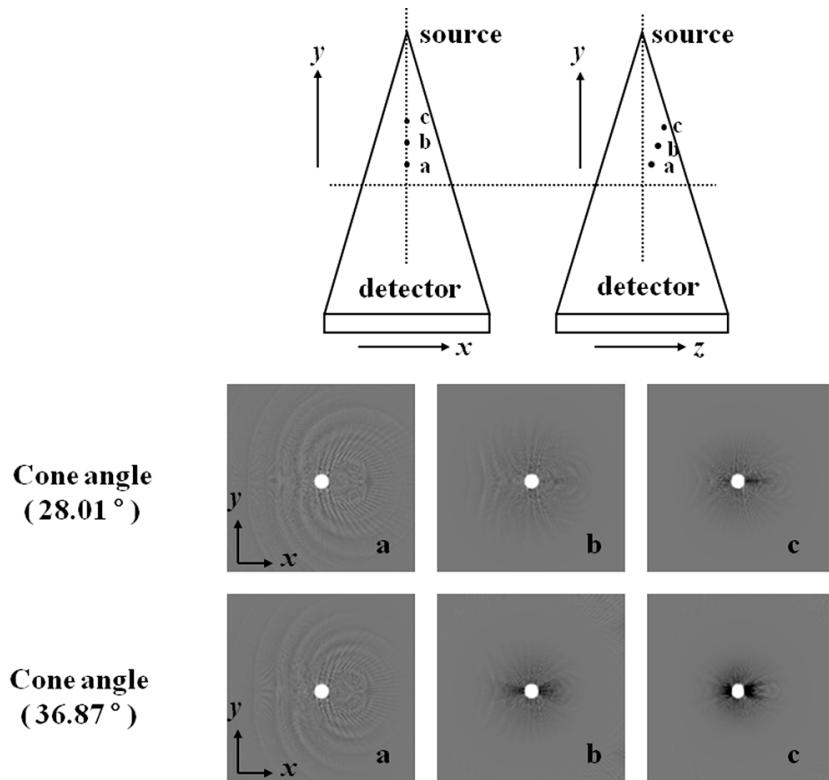 source
source
y
y
c
b
a
c
b
a
detector
detector
x
z
Cone angle
(28.01°)
y
x
a
b
c
Cone angle
(36.87°)
y
x
a
b
c